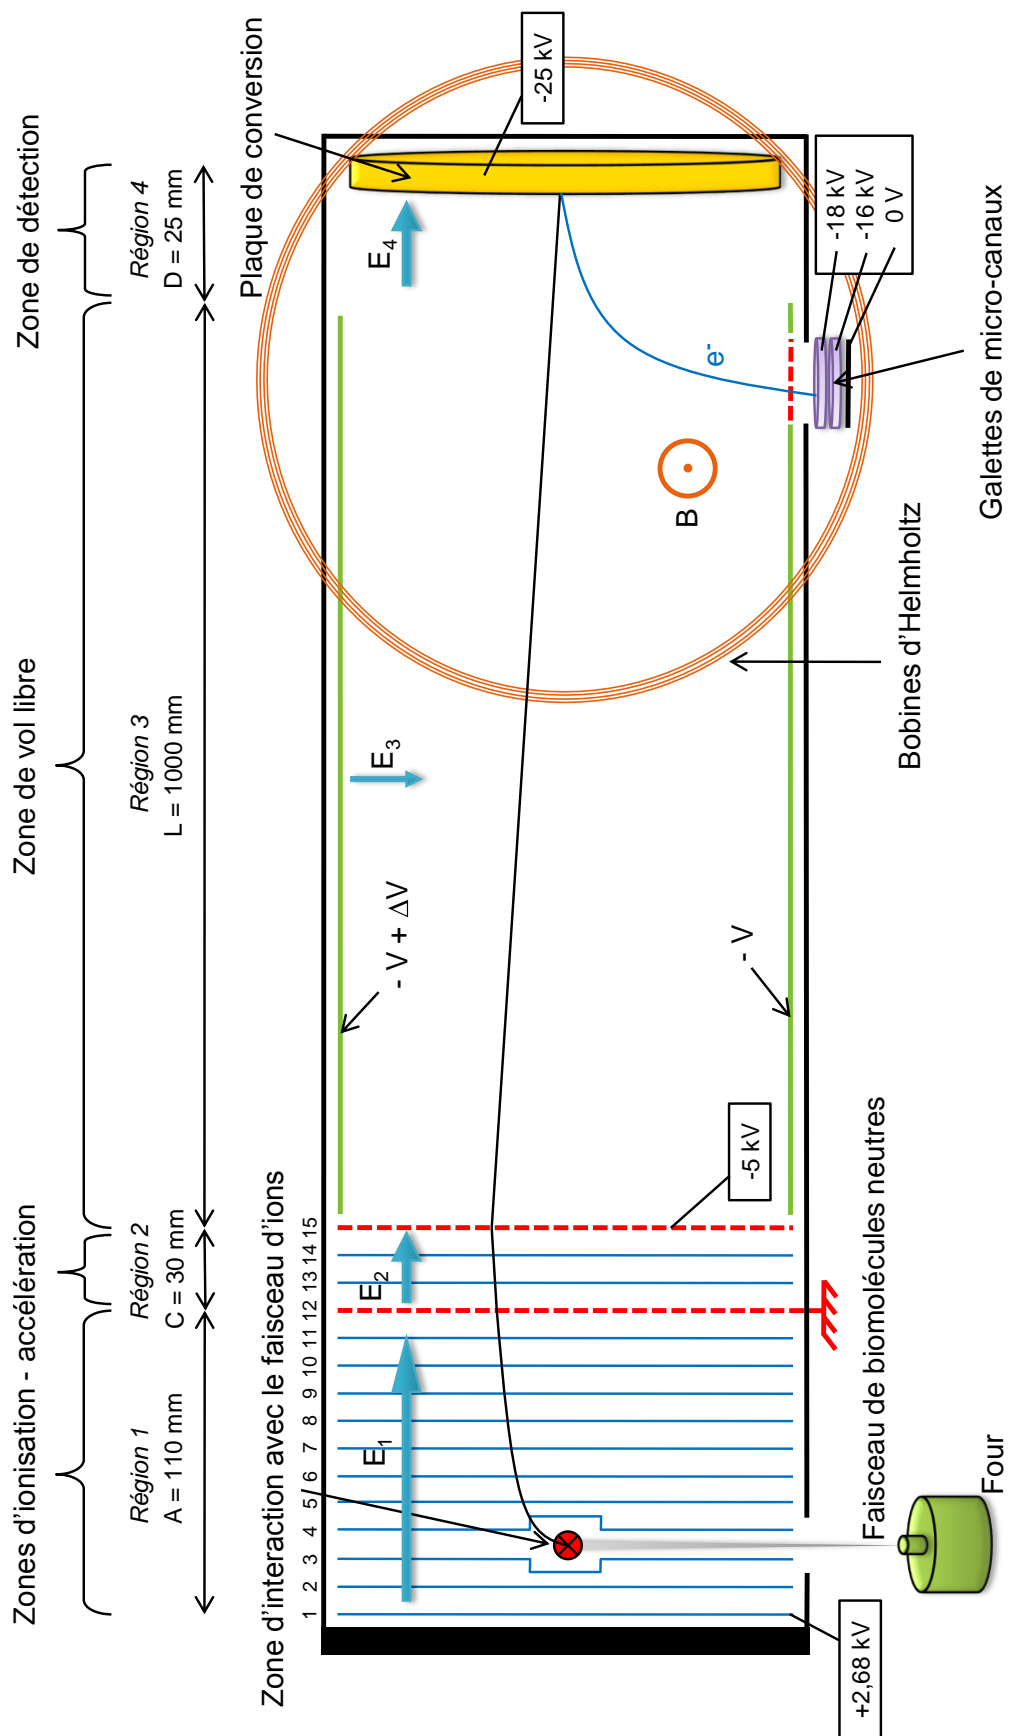 Zones d'ionisation - accélération
Zone de vol libre
Zone de détection
Région 1
A = 110 mm
Région 2
C = 30 mm
Région 3
L = 1000 mm
Région 4
D = 25 mm
Zone d'interaction avec le faisceau d'ions
Plaque de conversion
1 2 3 4 5 6 7 8 9 10 11 12 13 14 15
E1
E2
- V + ΔV
E3
E4
-25 kV
e-
B
- V
-5 kV
-18 kV
-16 kV
0 V
+2,68 kV
Faisceau de biomolécules neutres
Four
Bobines d'Helmholtz
Galettes de micro-canaux